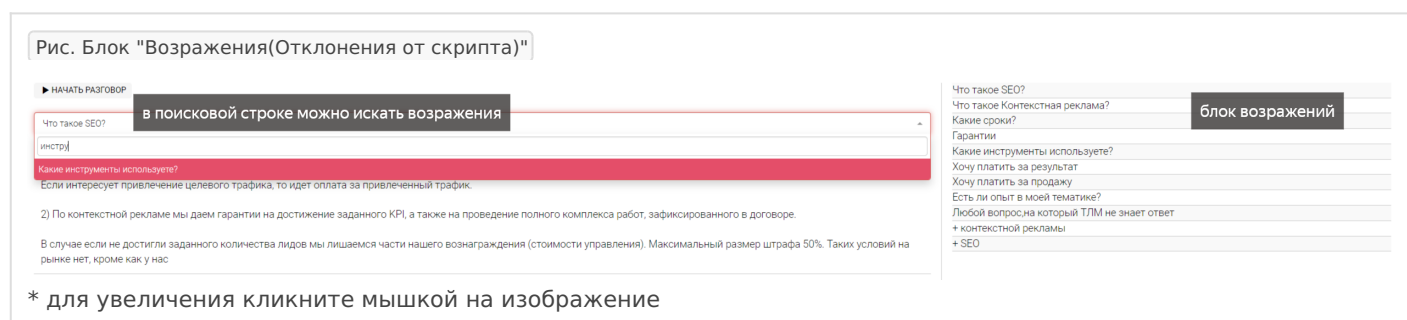 Рис. Блок "Возражения(Отклонения от скрипта)"
НАЧАТЬ РАЗГОВОР
в поисковой строке можно искать возражения
Что такое SEO?
инстру
Какие инструменты используете?
Если интересует привлечение целевого трафика, то идет оплата за привлеченный трафик.
2) По контекстной рекламе мы даем гарантии на достижение заданного KPI, а также на проведение полного комплекса работ, зафиксированного в договоре.
В случае если не достигли заданного количества лидов мы лишаемся части нашего вознаграждения (стоимости управления). Максимальный размер штрафа 50%. Таких условий на
рынке нет, кроме как у нас
Что такое SEO?
Что такое Контекстная реклама?
блок возражений
Какие сроки?
Гарантии
Какие инструменты используете?
Хочу платить за результат
Хочу платить за продажу
Есть ли опыт в моей тематике?
Любой вопрос,на который ТЛМ не знает ответ
+ контекстной рекламы
+ SEO
* для увеличения кликните мышкой на изображение